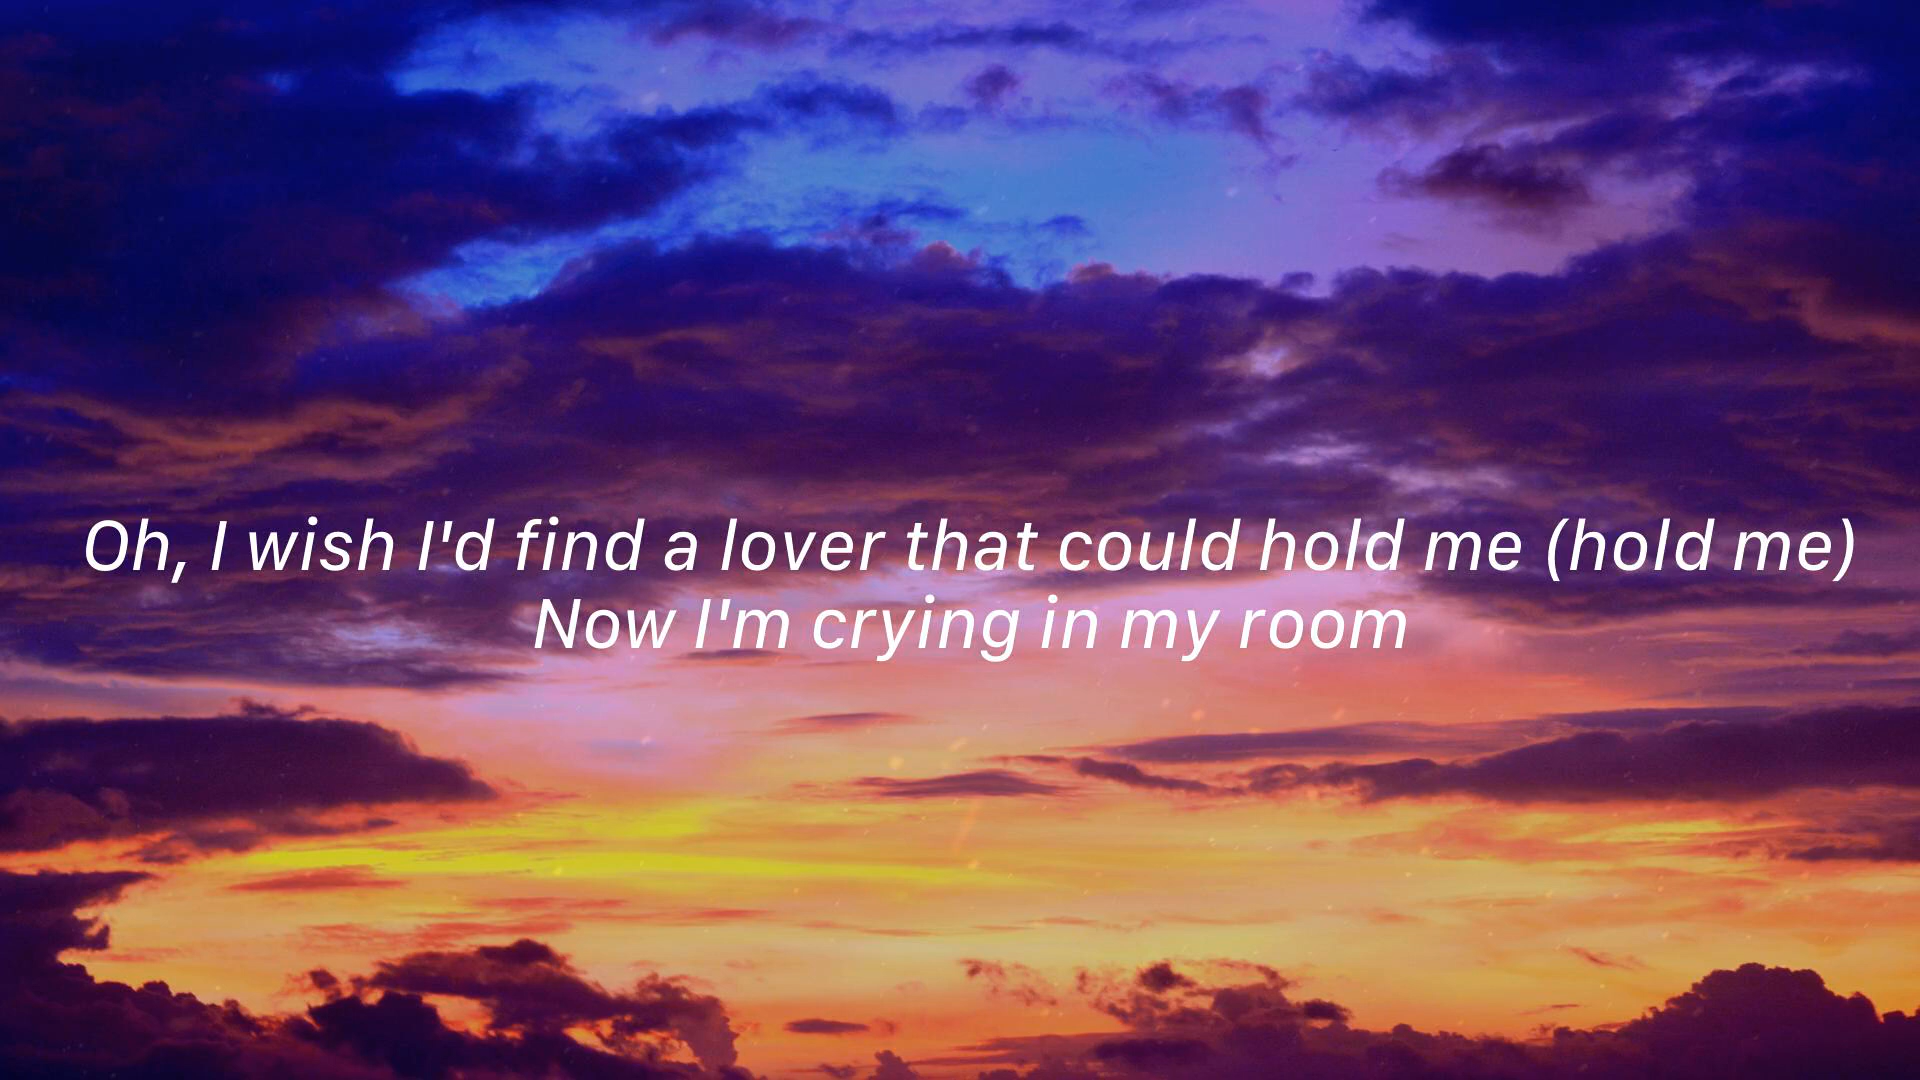 Oh, I wish I'd find a lover that could hold me (hold me)
Now I'm crying in my room